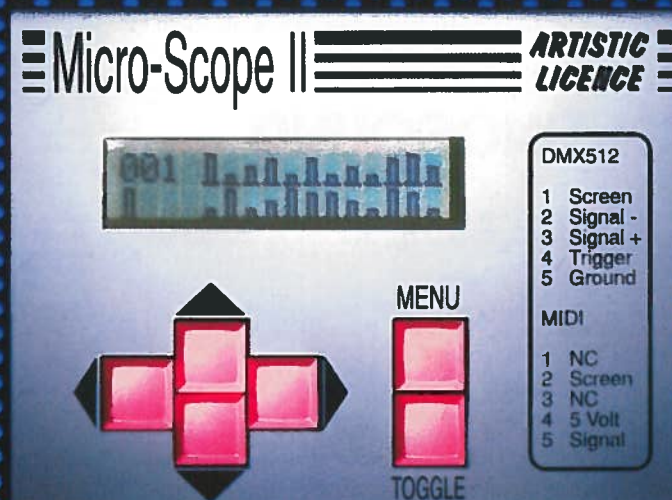 Micro-Scope II
ARTISTIC
LICENCE
001
DMX512
1 Screen
2 Signal -
3 Signal +
4 Trigger
5 Ground
MENU
MIDI
1 NC
2 Screen
3 NC
4 5 Volt
5 Signal
TOGGLE